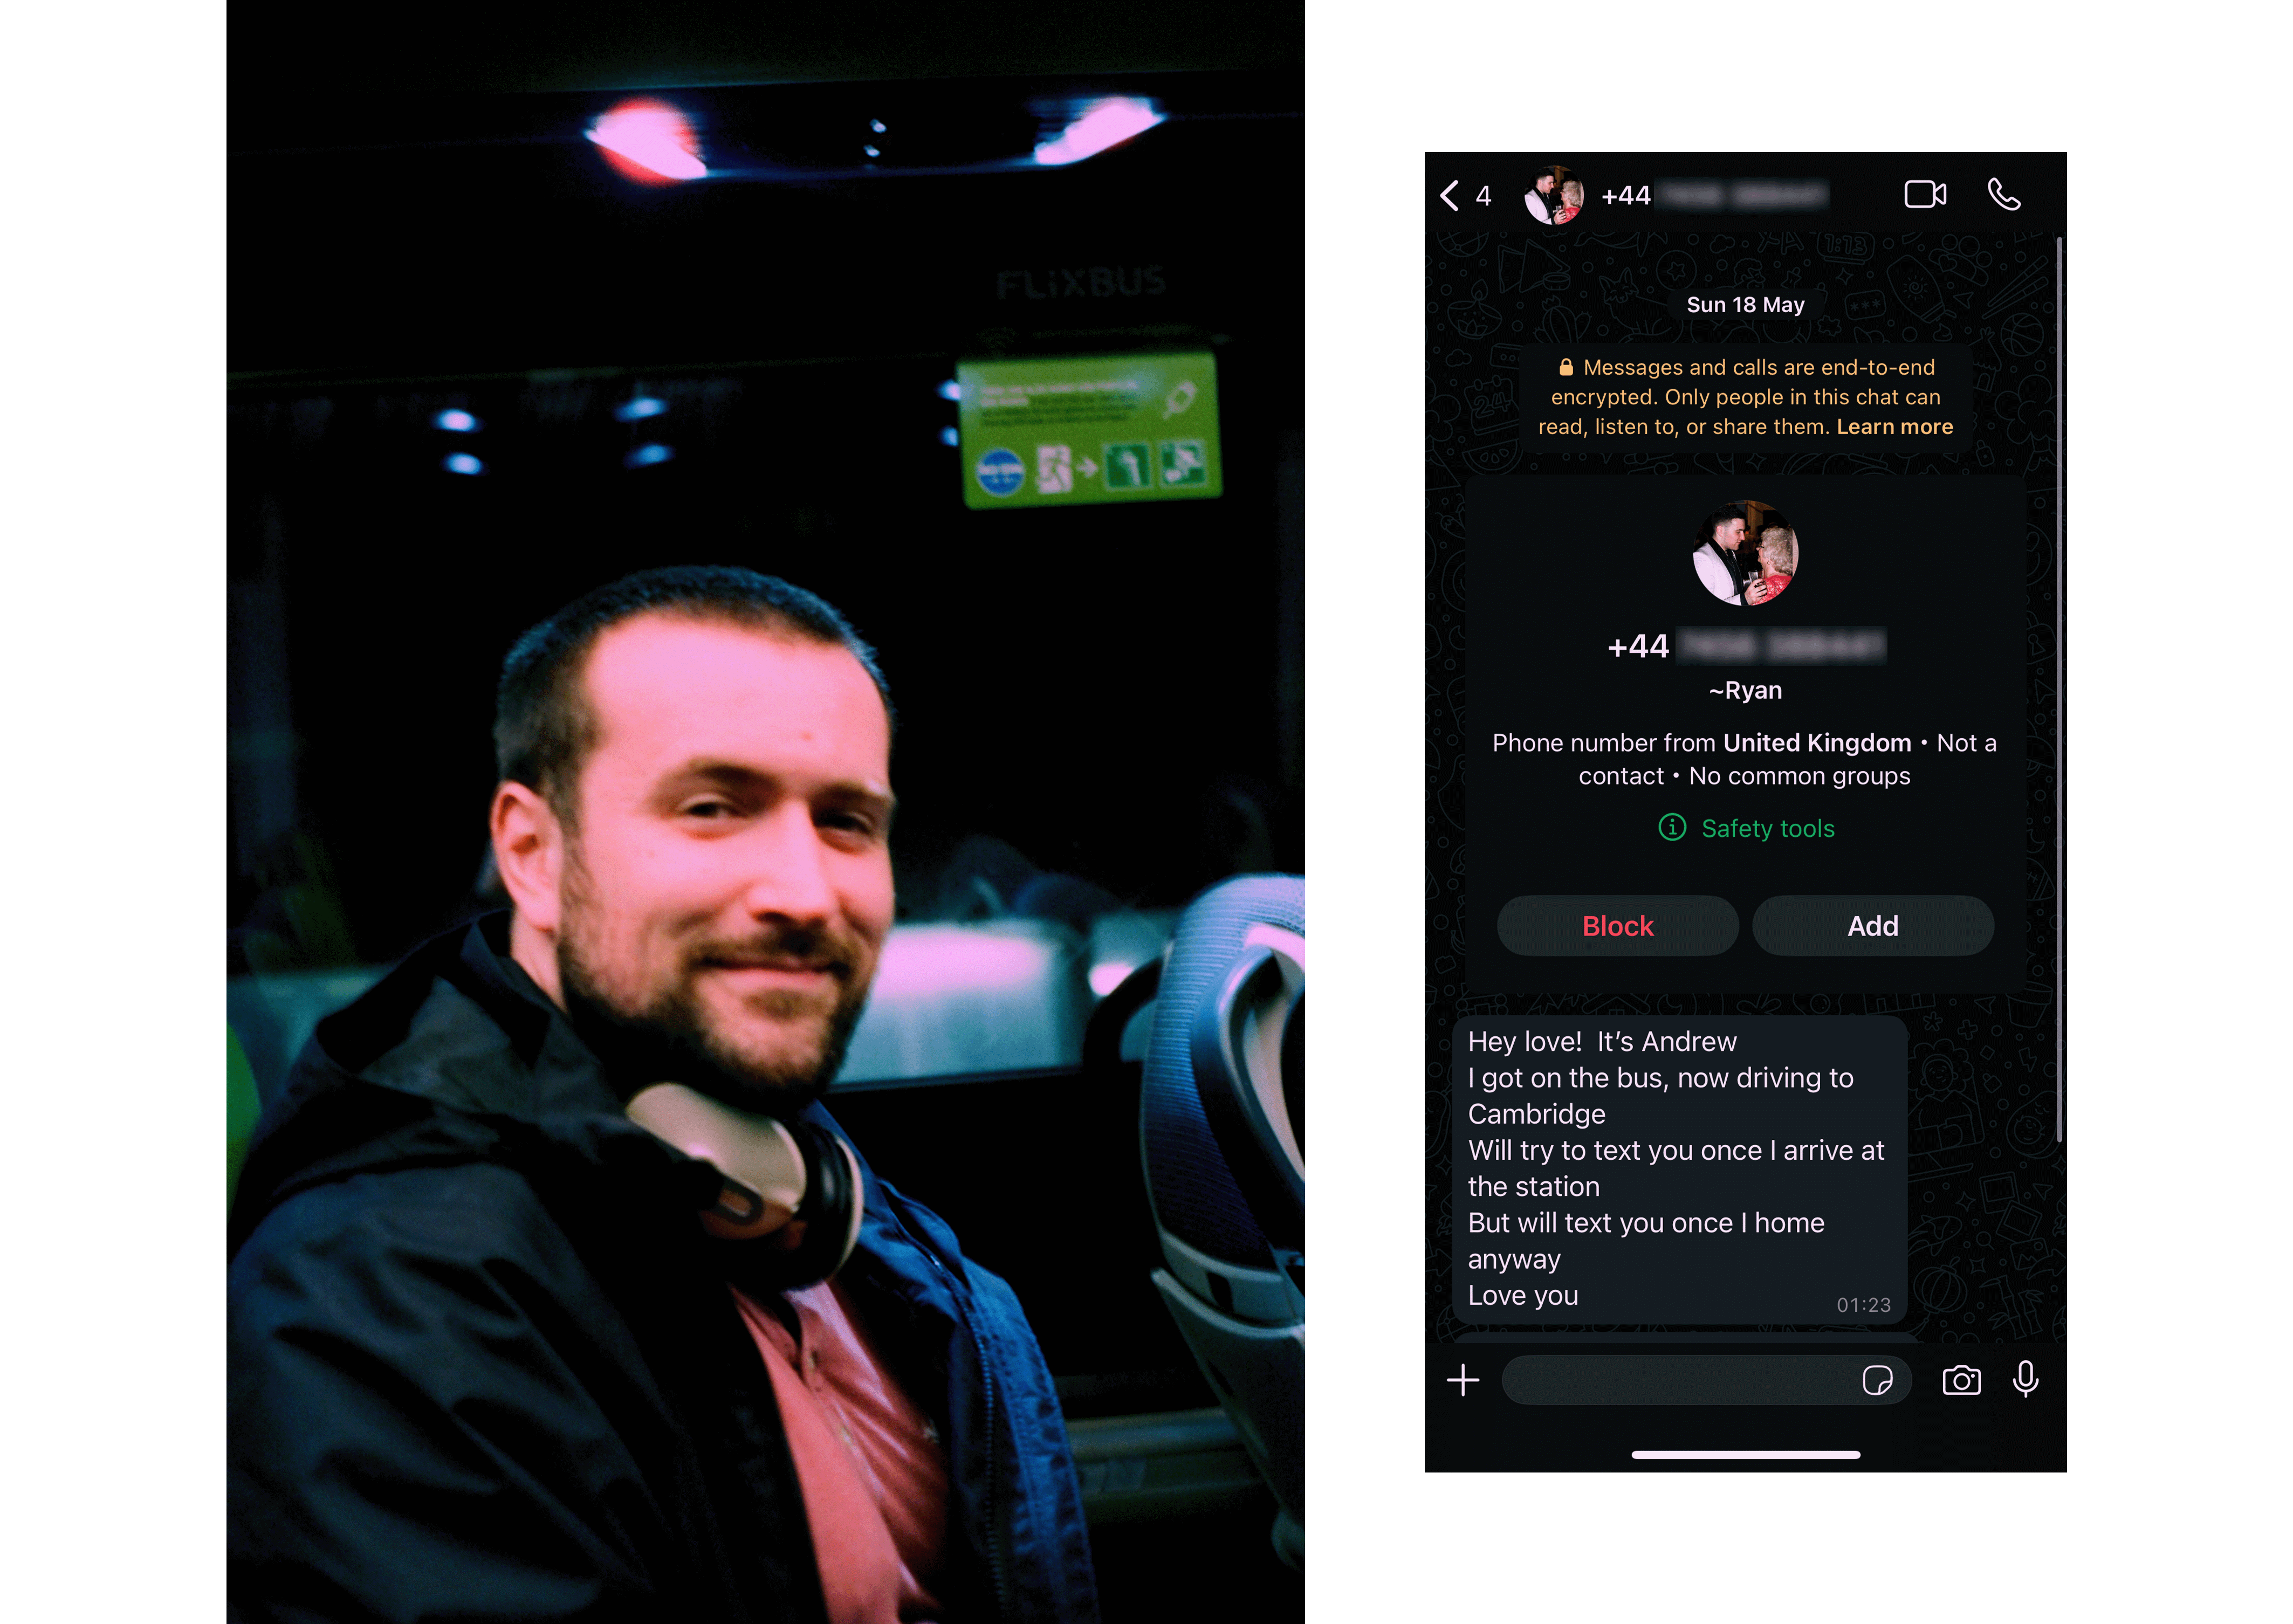 FLiXBUS
4
+44
Sun 18 May
Messages and calls are end-to-end
encrypted. Only people in this chat can
read, listen to, or share them. Learn more
+44
~Ryan
Phone number from United Kingdom • Not a
contact • No common groups
Safety tools
Block
Add
Hey love!  It’s Andrew
I got on the bus, now driving to
Cambridge
Will try to text you once I arrive at
the station
But will text you once I home
anyway
Love you
01:23